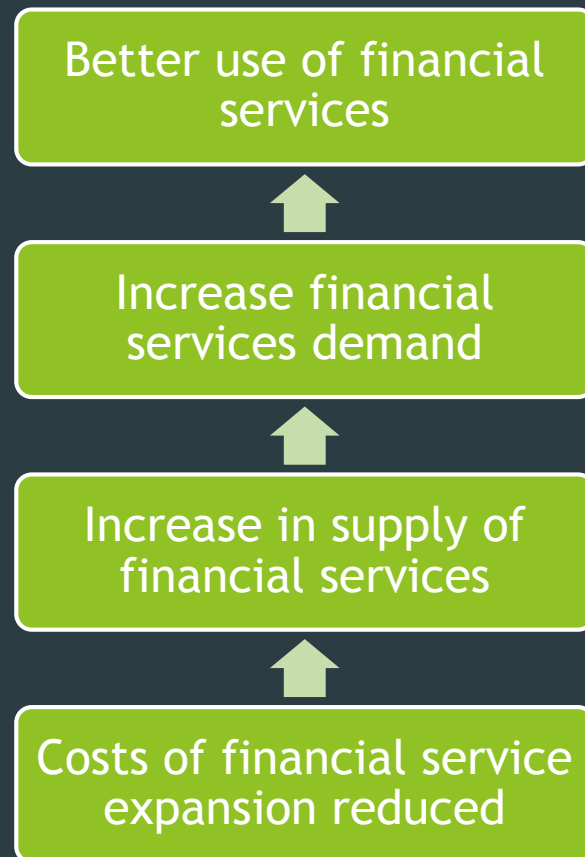 Better use of financial
services
Increase financial
services demand
Increase in supply of
financial services
Costs of financial service
expansion reduced